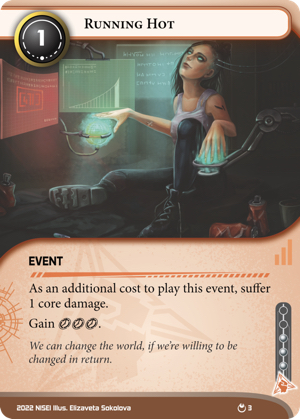 Running Hot
1
EVENT
As an additional cost to play this event, suffer
1 core damage.
Gain .
We can change the world, if we're willing to be
changed in return.
2022 NISEI Illus. Elizaveta Sokolova
3